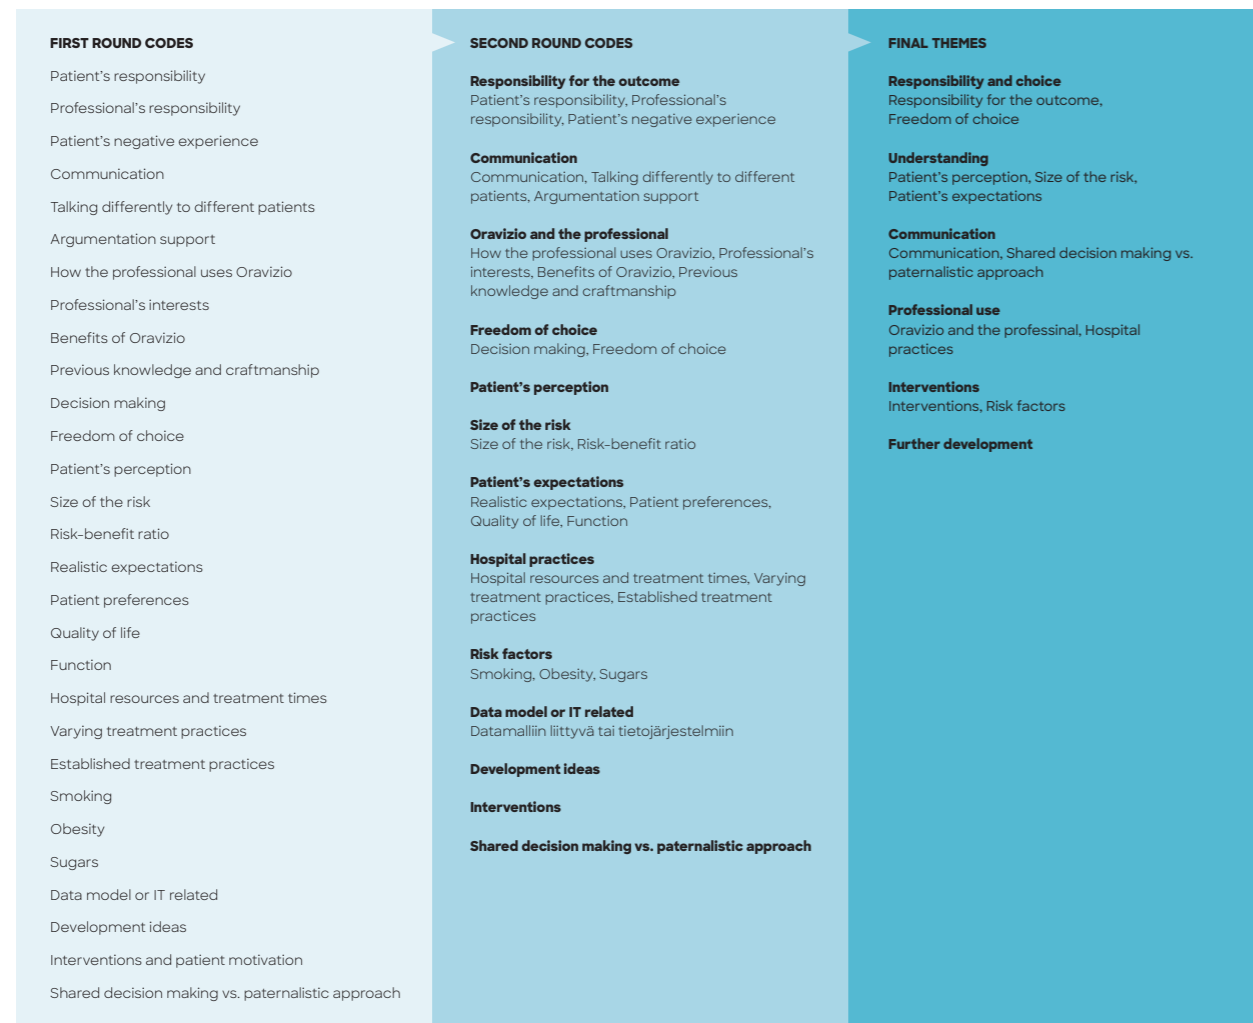 FIRST ROUND CODES
Patient's responsibility
Professional's responsibility
Patient's negative experience
Communication
Talking differently to different patients
Argumentation support
How the professional uses Oravizio
Professional's interests
Benefits of Oravizio
Previous knowledge and craftmanship
Decision making
Freedom of choice
Patient's perception
Size of the risk
Risk-benefit ratio
Realistic expectations
Patient preferences
Quality of life
Function
Hospital resources and treatment times
Varying treatment practices
Established treatment practices
Smoking
Obesity
Sugars
Data model or IT related
Development ideas
Interventions and patient motivation
Shared decision making vs. paternalistic approach
SECOND ROUND CODES
Responsibility for the outcome
Patient's responsibility, Professional's
responsibility, Patient's negative experience
Communication
Communication, Talking differently to different
patients, Argumentation support
Oravizio and the professional
How the professional uses Oravizio, Professional's
interests, Benefits of Oravizio, Previous
knowledge and craftmanship
Freedom of choice
Decision making, Freedom of choice
Patient's perception
Size of the risk
Size of the risk, Risk-benefit ratio
Patient's expectations
Realistic expectations, Patient preferences,
Quality of life, Function
Hospital practices
Hospital resources and treatment times, Varying
treatment practices, Established treatment
practices
Risk factors
Smoking, Obesity, Sugars
Data model or IT related
Datamalliin liittyvä tai tietojärjestelmiin
Development ideas
Interventions
Shared decision making vs. paternalistic approach
FINAL THEMES
Responsibility and choice
Responsibility for the outcome,
Freedom of choice
Understanding
Patient's perception, Size of the risk,
Patient's expectations
Communication
Communication, Shared decision making vs.
paternalistic approach
Professional use
Oravizio and the professinal, Hospital
practices
Interventions
Interventions, Risk factors
Further development